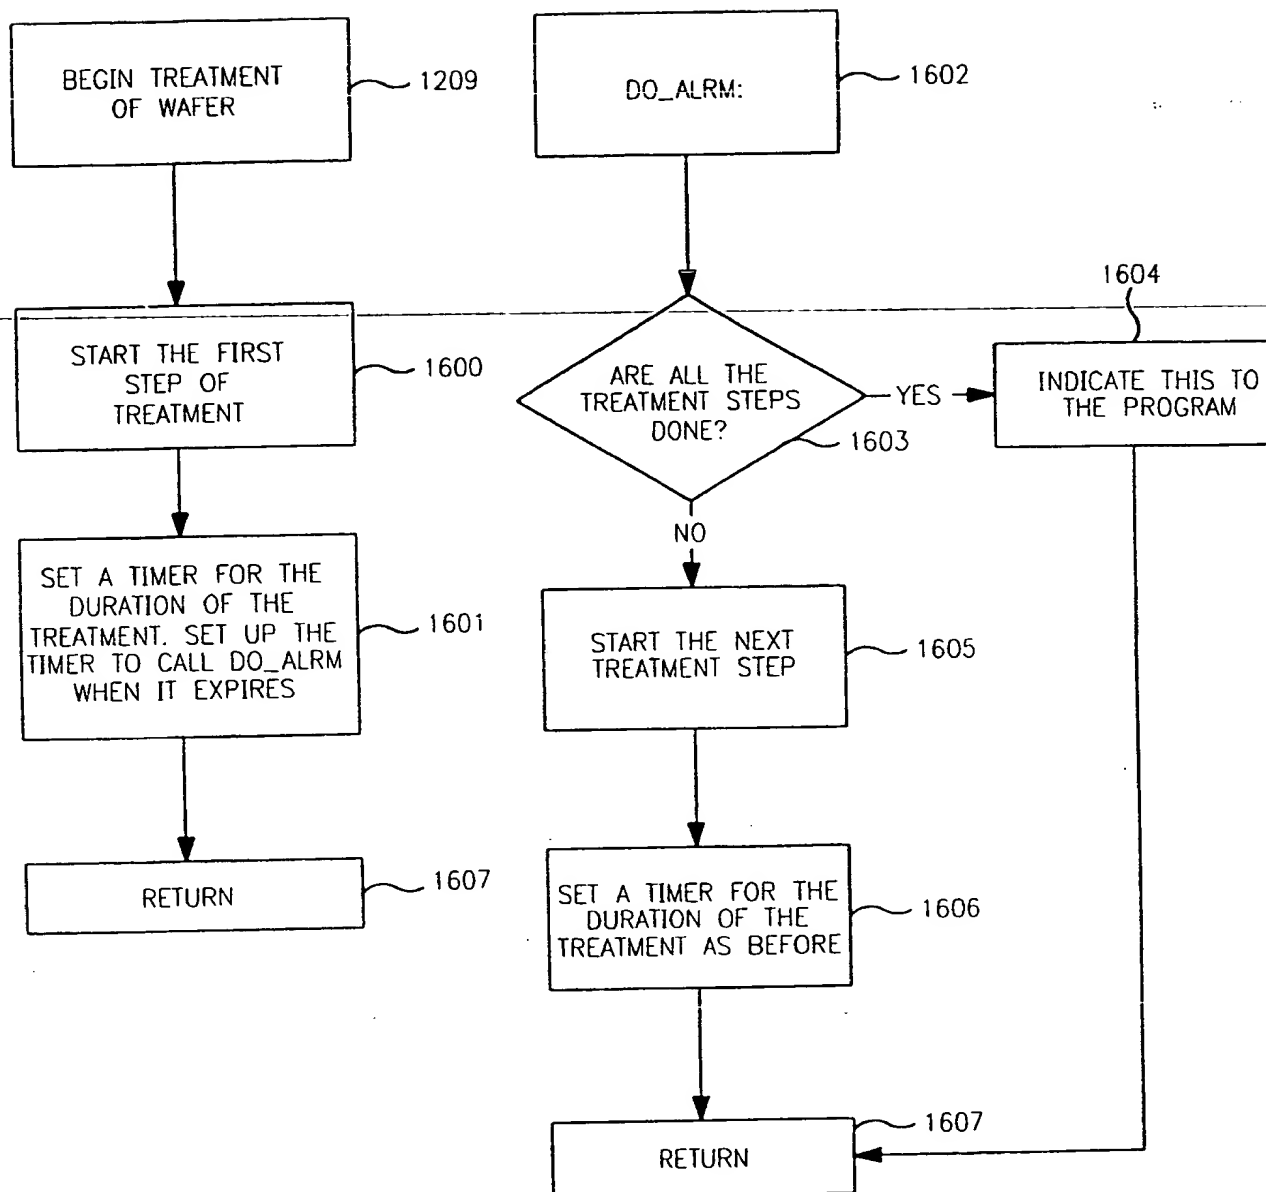 BEGIN TREATMENT
OF WAFER
1209
START THE FIRST
STEP OF
TREATMENT
1600
SET A TIMER FOR THE
DURATION OF THE
TREATMENT. SET UP THE
TIMER TO CALL DO_ALRM
WHEN IT EXPIRES
1601
RETURN
1607
DO_ALRM:
1602
ARE ALL THE
TREATMENT STEPS
DONE?
1603
YES
1604
INDICATE THIS TO
THE PROGRAM
NO
START THE NEXT
TREATMENT STEP
1605
SET A TIMER FOR THE
DURATION OF THE
TREATMENT AS BEFORE
1606
RETURN
1607